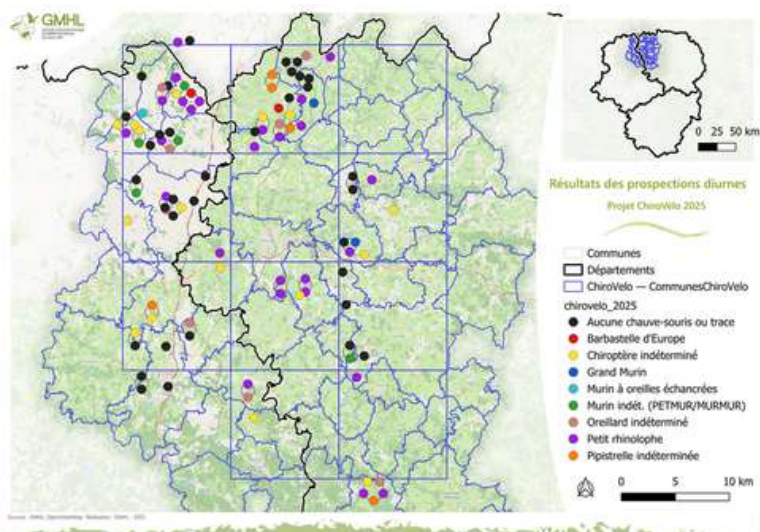 GMHL
0 25 50 km
Résultats des prospections diurnes
Projet ChiroVélo 2025
Communes
Départements
ChiroVelo — CommunesChiroVelo
chirovelo_2025
Aucune chauve-souris ou trace
Barbastelle d'Europe
Chiroptère indéterminé
Grand Murin
Murin à oreilles échancrées
Murin indét. (PETMUR/MURMUR)
Oreillard indéterminé
Petit rhinolophe
Pipistrelle indéterminée
0 5 10 km